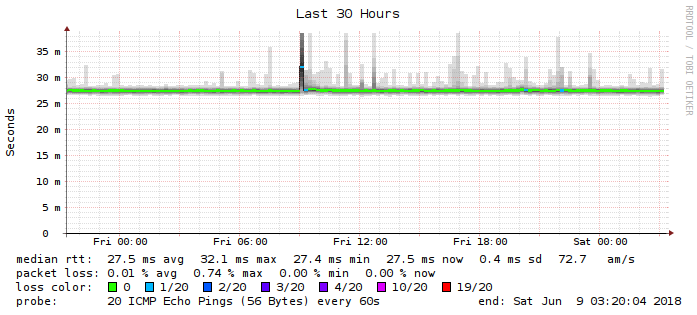 Last 30 Hours
RRDTOOL / TOBI OETIKER
Seconds
35 m
30 m
25 m
20 m
15 m
10 m
5 m
0
Fri 00:00 Fri 06:00 Fri 12:00 Fri 18:00 Sat 00:00
median rtt: 27.5 ms avg 32.1 ms max 27.4 ms min 27.5 ms now 0.4 ms sd 72.7 am/s
packet loss: 0.01 % avg 0.74 % max 0.00 % min 0.00 % now
loss color: 0 1/20 2/20 3/20 4/20 10/20 19/20
probe: 20 ICMP Echo Pings (56 Bytes) every 60s end: Sat Jun 9 03:20:04 2018